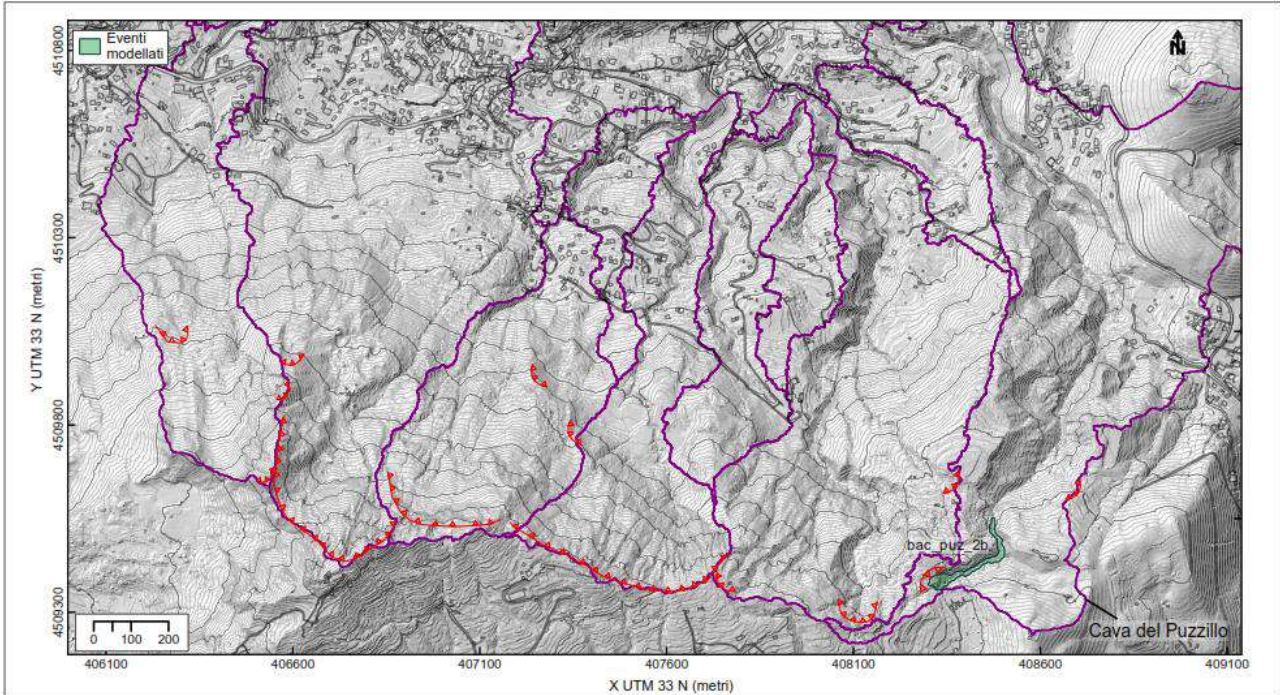 Eventi
modellati
N
4510800
4510300
4509800
4509300
Y UTM 33 N (metri)
bac_puz_2b
Cava del Puzzillo
0 100 200
406100 406600 407100 407600 408100 408600 409100
X UTM 33 N (metri)